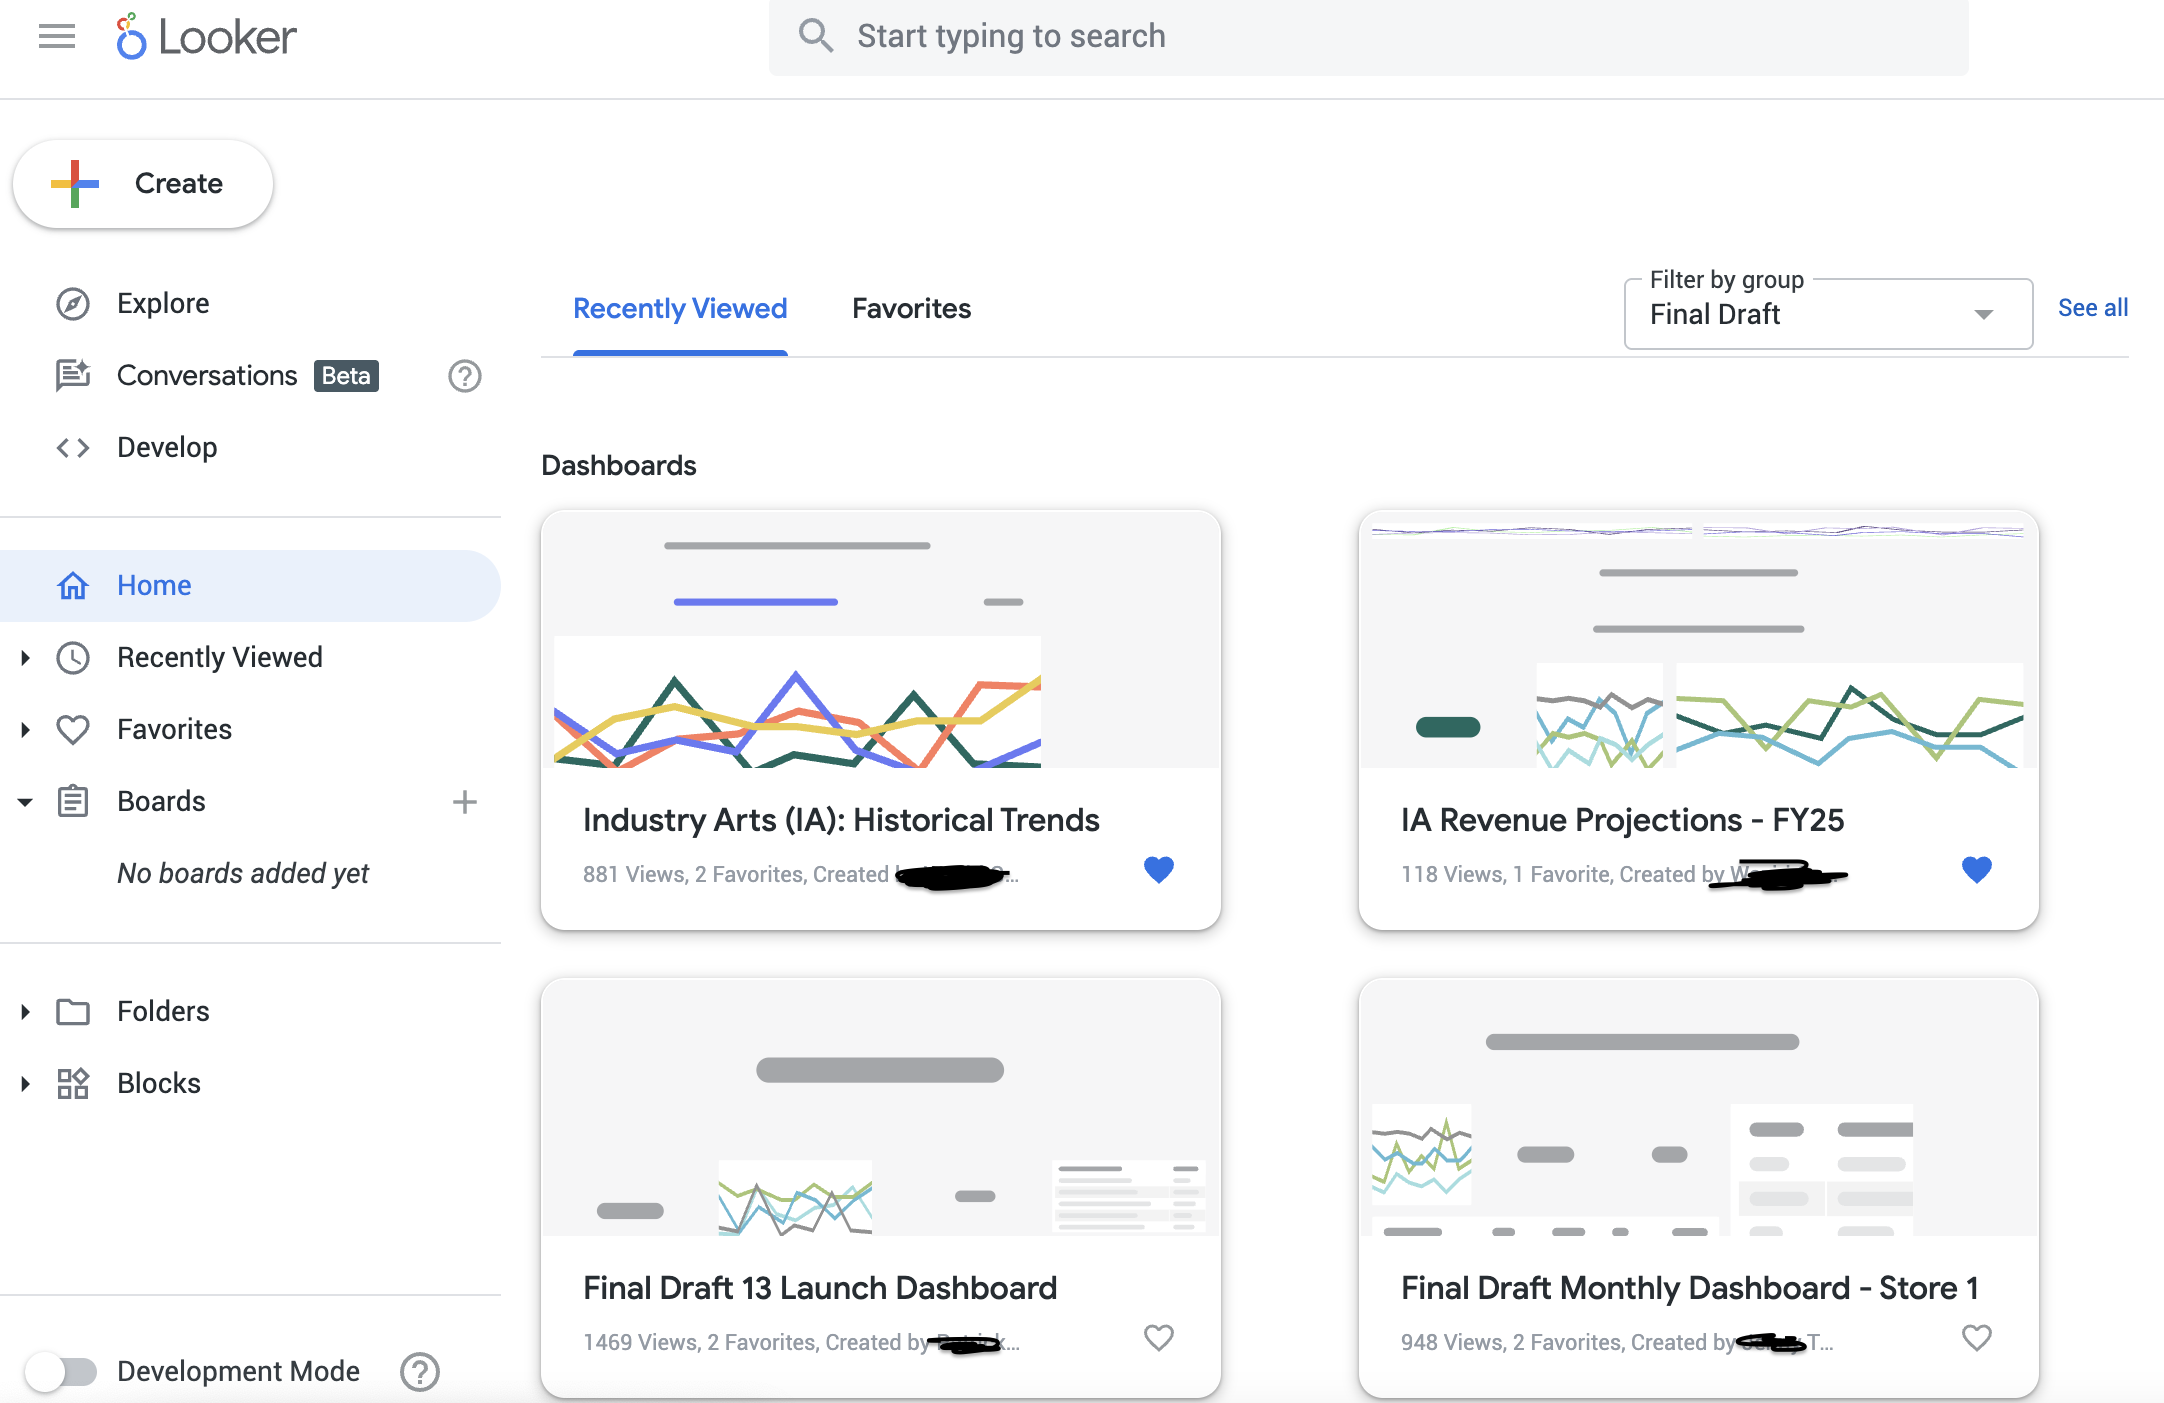 Looker
Start typing to search
Create
Explore
Conversations Beta
Develop
Home
Recently Viewed
Favorites
Boards
No boards added yet
Folders
Blocks
Development Mode
Recently Viewed Favorites
Filter by group
Final Draft
See all
Dashboards
Industry Arts (IA): Historical Trends
881 Views, 2 Favorites, Created
IA Revenue Projections - FY25
118 Views, 1 Favorite, Created by
Final Draft 13 Launch Dashboard
1469 Views, 2 Favorites, Created by
Final Draft Monthly Dashboard - Store 1
948 Views, 2 Favorites, Created by T...